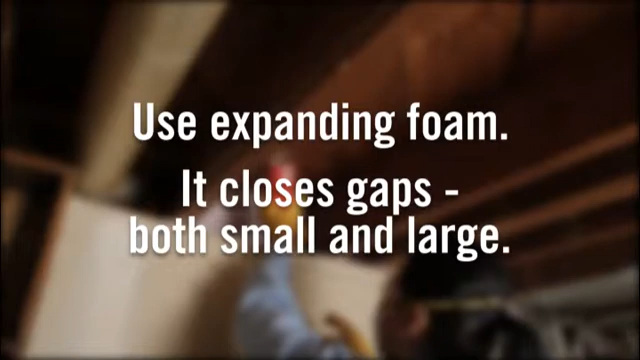 Use expanding foam.
It closes gaps -
both small and large.